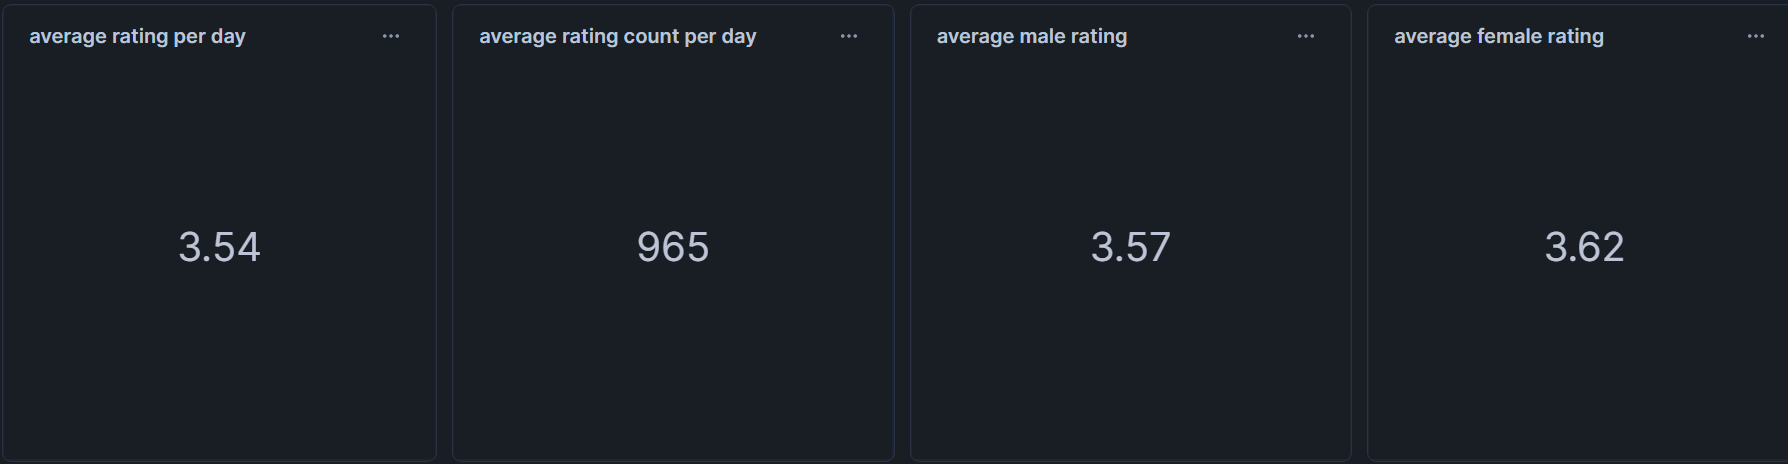 average rating per day
average rating count per day
average male rating
average female rating
3.54
965
3.57
3.62